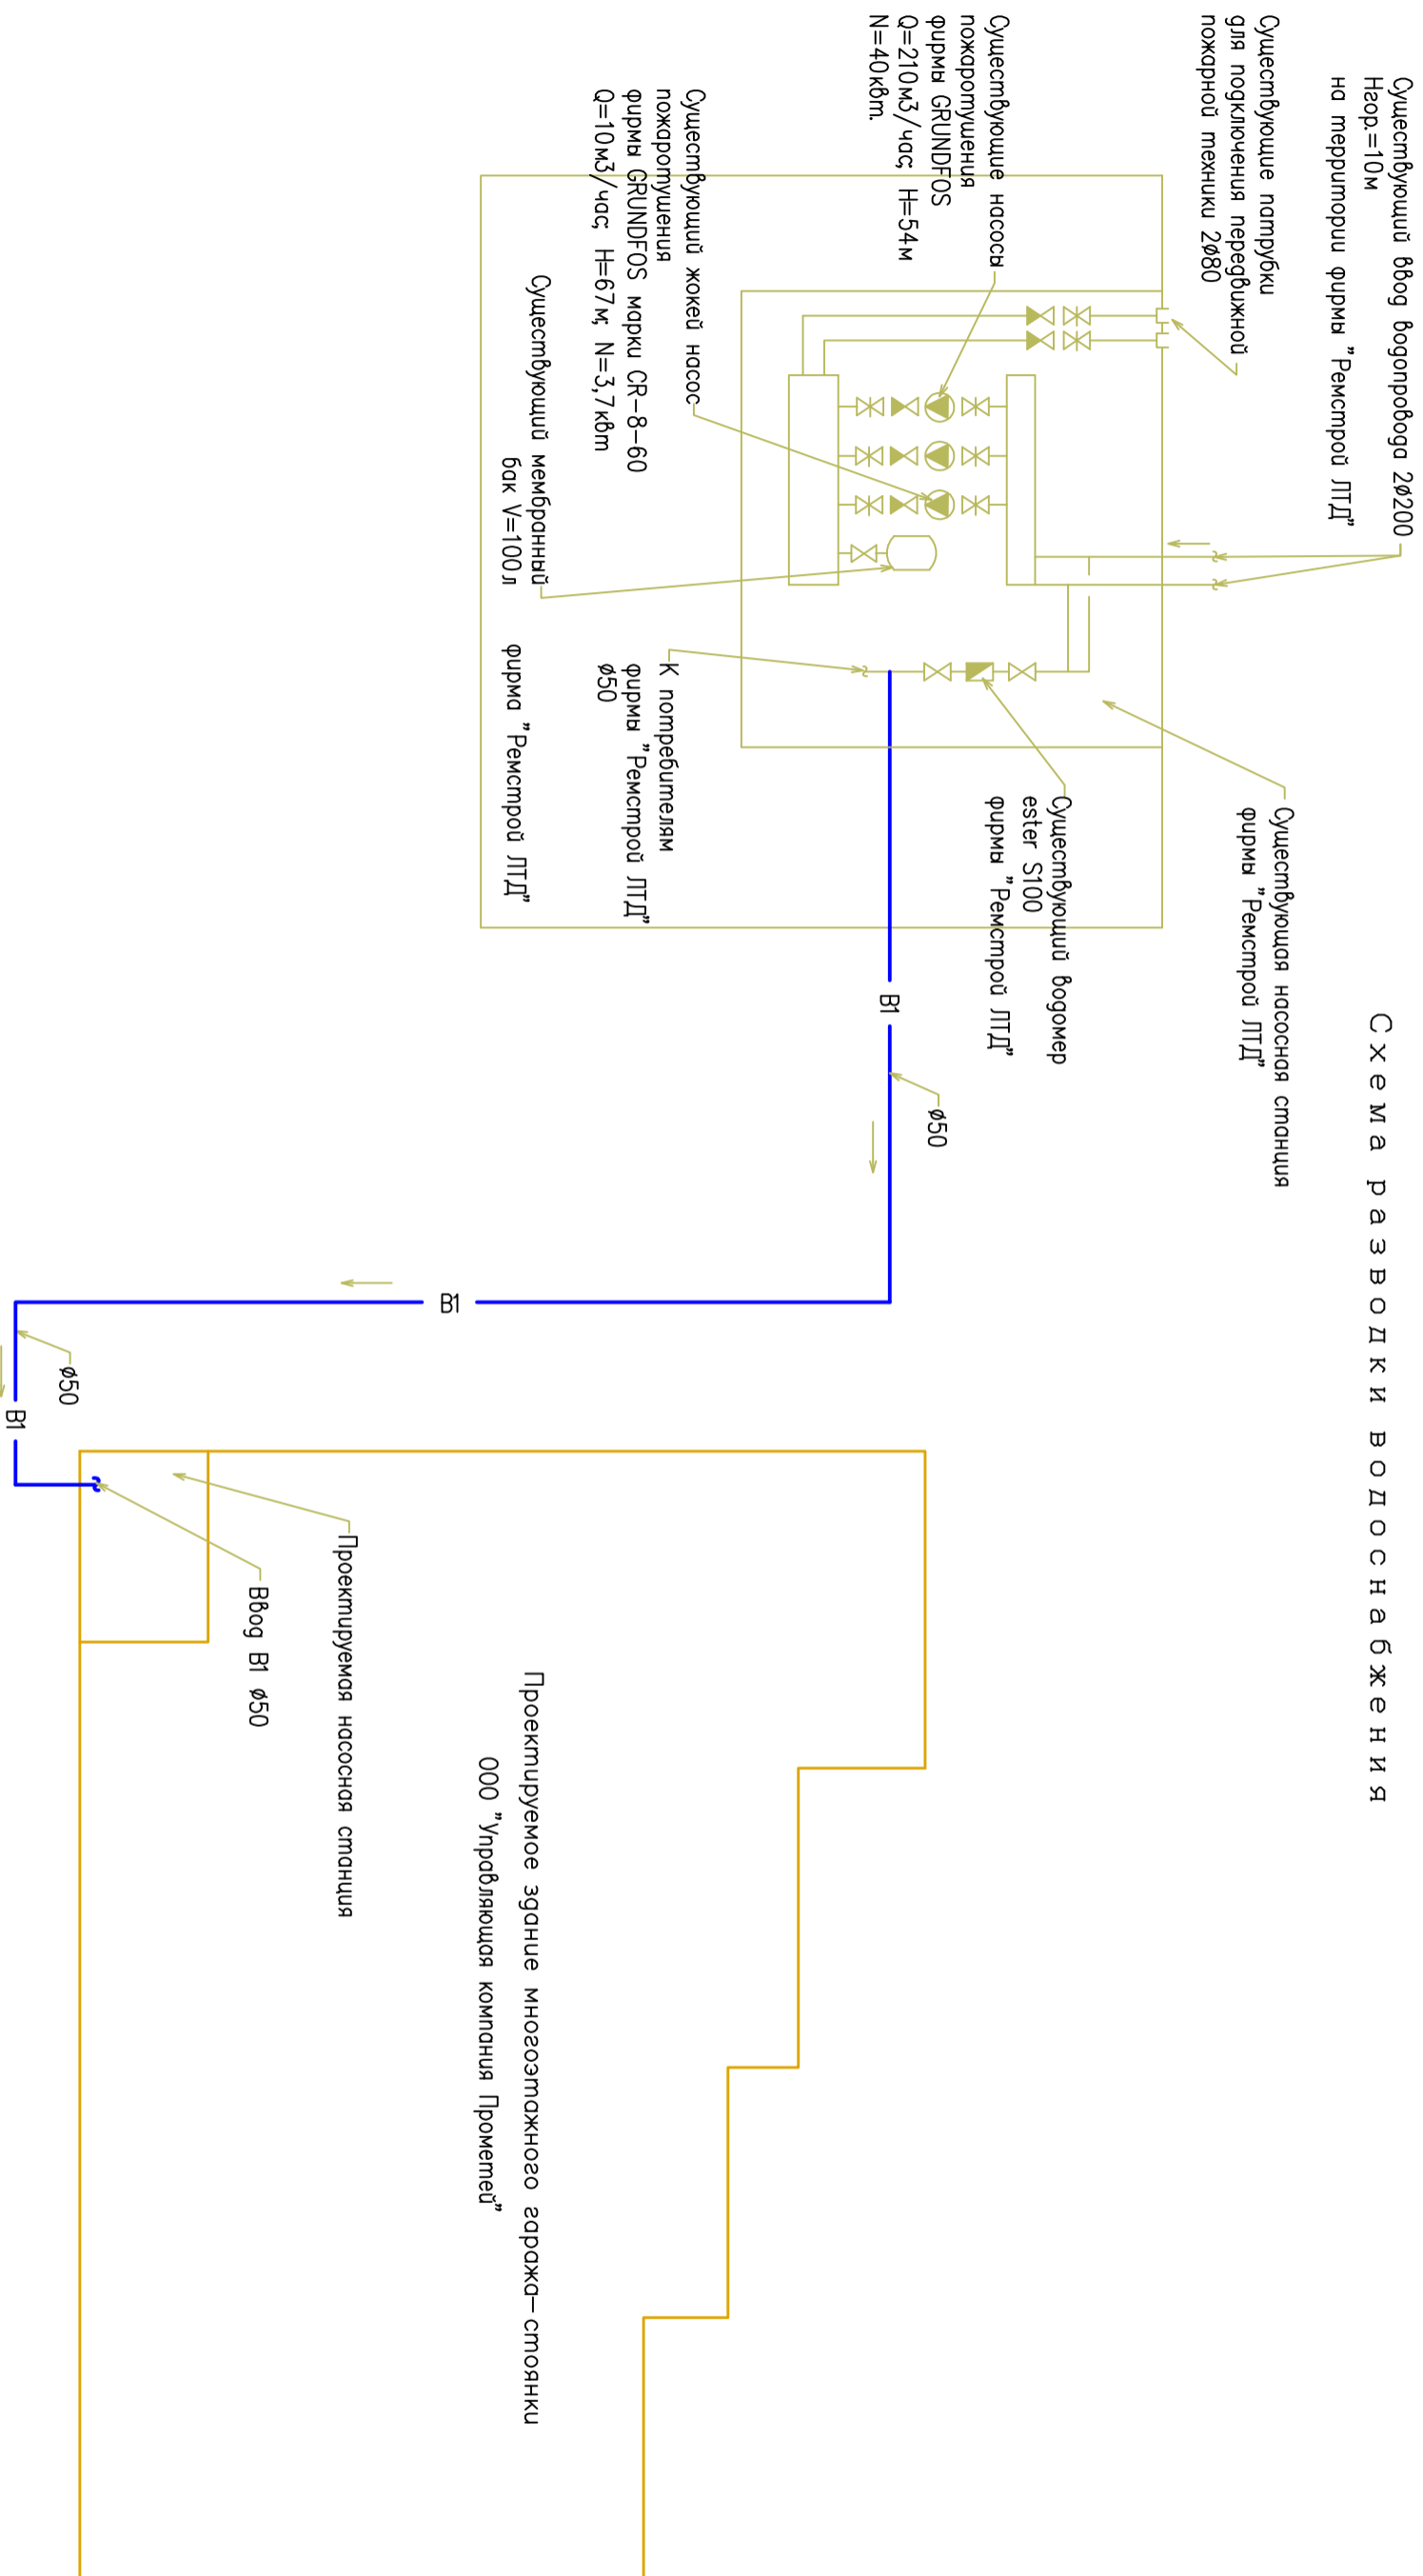 Схема разводки водоснабжения
Существующий ввод водопровода 2ø200
Нгор.=10м
на территории фирмы "Ремстрой ЛТД"
Существующие патрубки
для подключения передвижной
пожарной техники 2ø80
Существующая насосная станция
фирмы "Ремстрой ЛТД"
Существующие насосы
пожаротушения
фирмы GRUNDFOS
Q=210м3/час; Н=54м
N=40квт.
Существующий водомер
ester S100
фирмы "Ремстрой ЛТД"
Существующий жокей насос
пожаротушения
фирмы GRUNDFOS марки CR-8-60
Q=10м3/час; Н=67м; N=3,7квт
К потребителям
фирмы "Ремстрой ЛТД"
ø50
Существующий мембранный
бак V=100л
фирма "Ремстрой ЛТД"
В1
ø50
В1
ø50
В1
Проектируемая насосная станция
Ввод В1 ø50
Проектируемое здание многоэтажного гаража-стоянки
ООО "Управляющая компания Прометей"